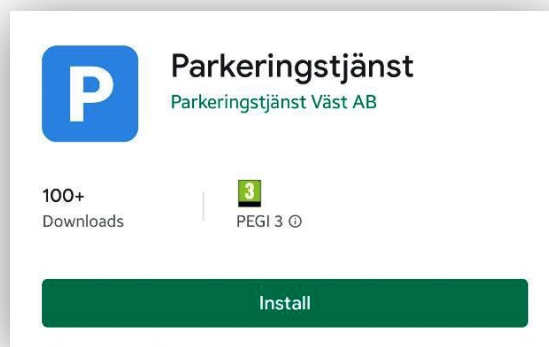 P
Parkeringstjänst
Parkeringstjänst Väst AB
100+
Downloads
3
PEGI 3
Install